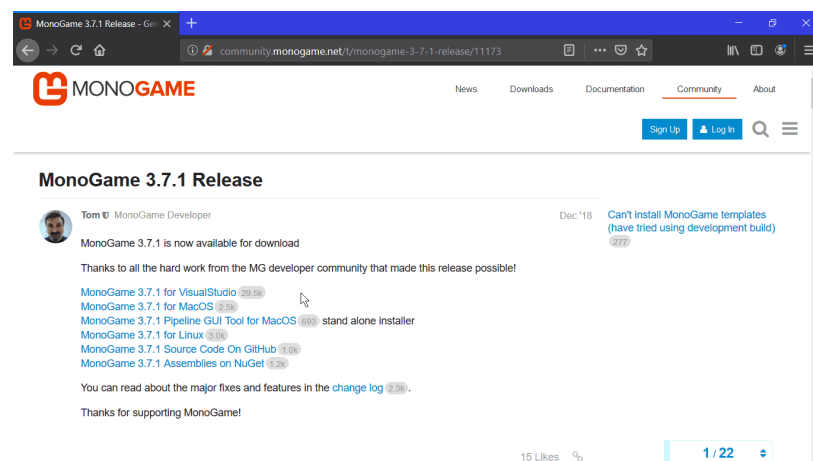 MonoGame 3.7.1 Release - Gen
community.monogame.net/t/monogame-3-7-1-release/11173
MONOGAME
News Downloads Documentation Community About
Sign Up Log In
MonoGame 3.7.1 Release
Tom MonoGame Developer Dec '18
MonoGame 3.7.1 is now available for download
Thanks to all the hard work from the MG developer community that made this release possible!
MonoGame 3.7.1 for VisualStudio 29.5k
MonoGame 3.7.1 for MacOS 2.5k
MonoGame 3.7.1 Pipeline GUI Tool for MacOS 693 stand alone installer
MonoGame 3.7.1 for Linux 3.0k
MonoGame 3.7.1 Source Code On GitHub 1.0k
MonoGame 3.7.1 Assemblies on NuGet 1.2k
You can read about the major fixes and features in the change log 2.3k .
Thanks for supporting MonoGame!
Can't install MonoGame templates
(have tried using development build)
277
15 Likes
1 / 22